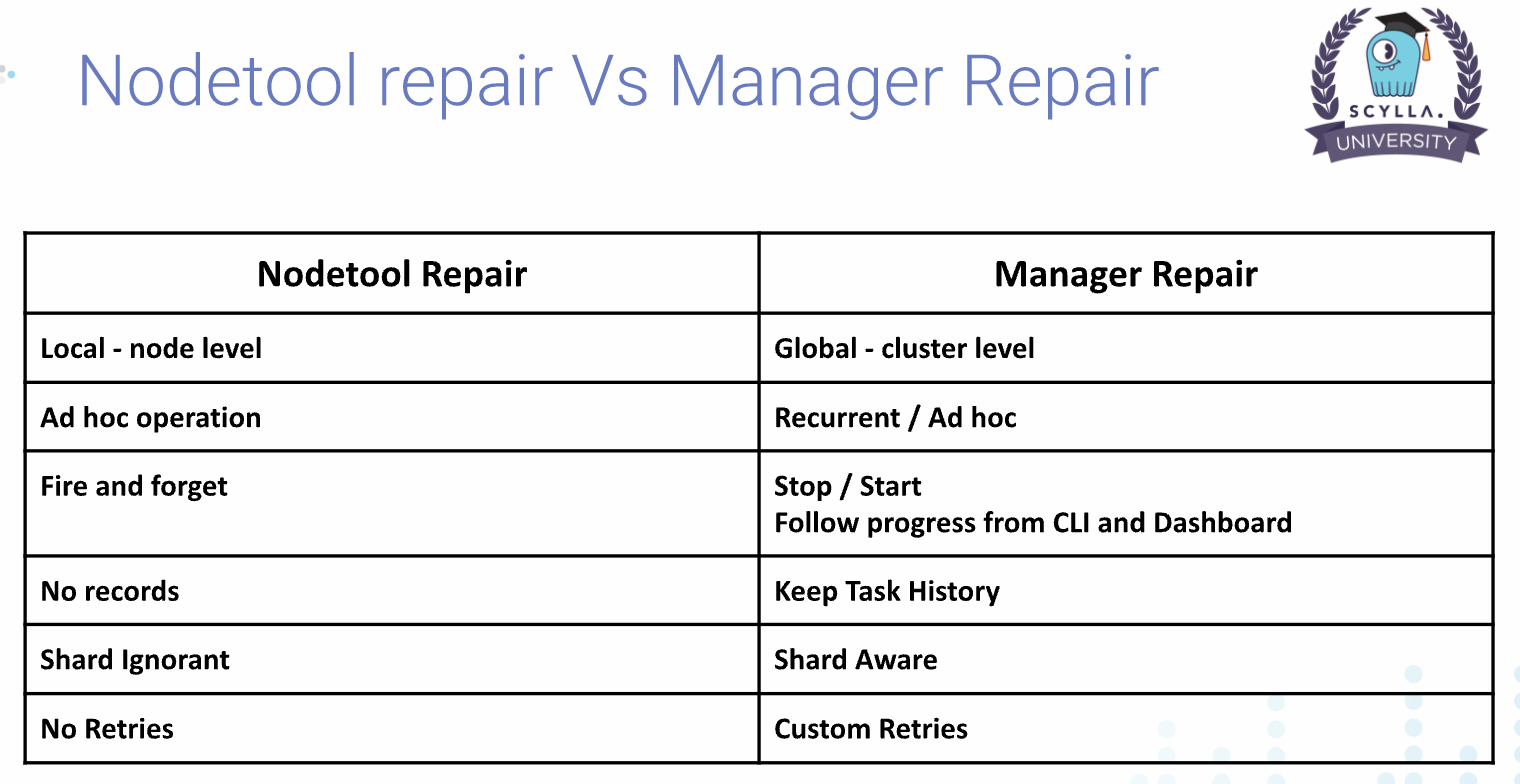 Nodetool repair Vs Manager Repair
SCYLLA.
UNIVERSITY
Nodetool Repair
Manager Repair
Local - node level
Global - cluster level
Ad hoc operation
Recurrent / Ad hoc
Fire and forget
Stop / Start
Follow progress from CLI and Dashboard
No records
Keep Task History
Shard Ignorant
Shard Aware
No Retries
Custom Retries